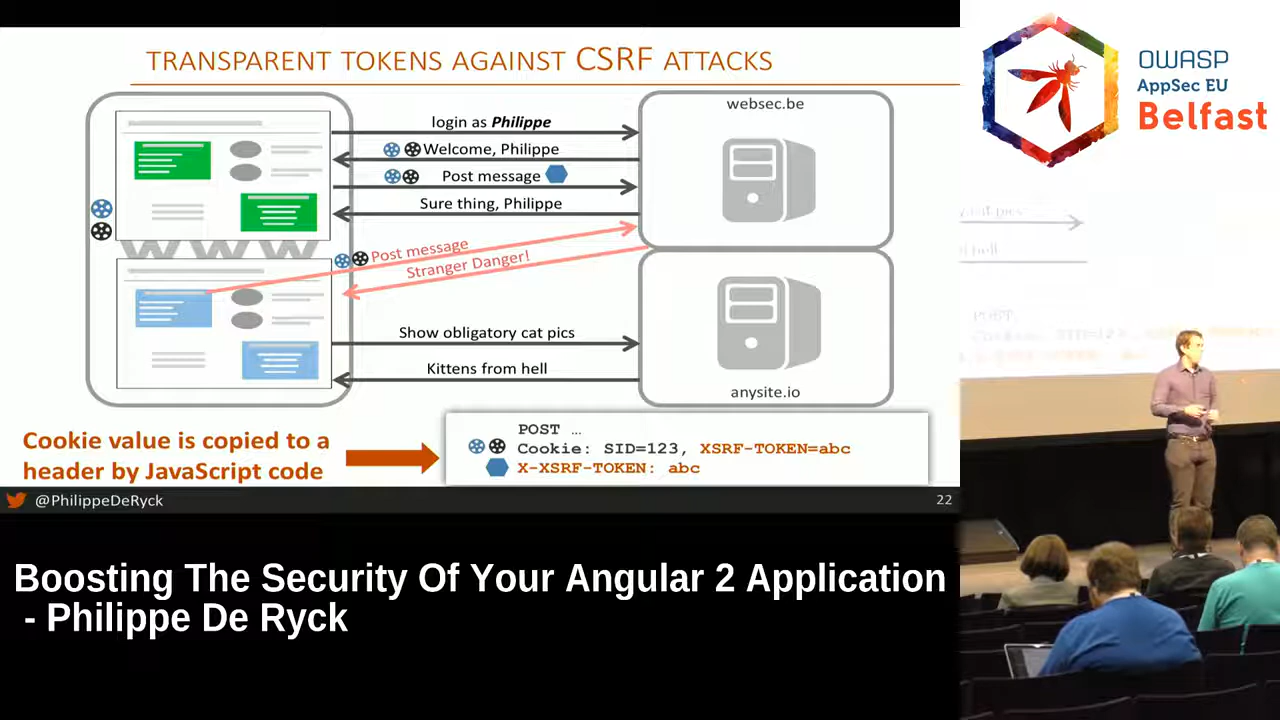 TRANSPARENT TOKENS AGAINST CSRF ATTACKS
websec.be
login as Philippe
Welcome, Philippe
Post message
Sure thing, Philippe
Post message
Stranger Danger!
Show obligatory cat pics
Kittens from hell
anysite.io
WWW
Cookie value is copied to a
header by JavaScript code
POST …
Cookie: SID=123, XSRF-TOKEN=abc
X-XSRF-TOKEN: abc
@PhilippeDeRyck
22
OWASP
AppSec EU
Belfast
POST
Boosting The Security Of Your Angular 2 Application
- Philippe De Ryck